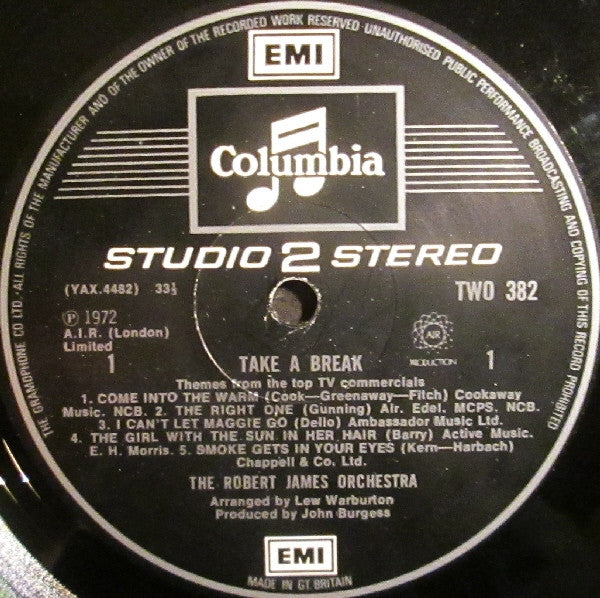 THE GRAMOPHONE CO LTD. · ALL RIGHTS OF THE MANUFACTURER AND OF THE OWNER OF THE RECORDED WORK RESERVED · UNAUTHORISED PUBLIC PERFORMANCE BROADCASTING AND COPYING OF THIS RECORD PROHIBITED
EMI
Columbia
STUDIO 2 STEREO
(YAX.4482) 33⅓
TWO 382
Ⓟ 1972
A.I.R. (London)
Limited
1
AIR
PRODUCTION
1
TAKE A BREAK
Themes from the top TV commercials
1. COME INTO THE WARM (Cook—Greenaway—Fitch) Cookaway
Music. NCB. 2. THE RIGHT ONE (Gunning) Air. Edel. MCPS. NCB.
3. I CAN'T LET MAGGIE GO (Dello) Ambassador Music Ltd.
4. THE GIRL WITH THE SUN IN HER HAIR (Barry) Active Music.
E. H. Morris. 5. SMOKE GETS IN YOUR EYES (Kern—Harbach)
Chappell & Co. Ltd.
THE ROBERT JAMES ORCHESTRA
Arranged by Lew Warburton
Produced by John Burgess
EMI
MADE IN GT. BRITAIN